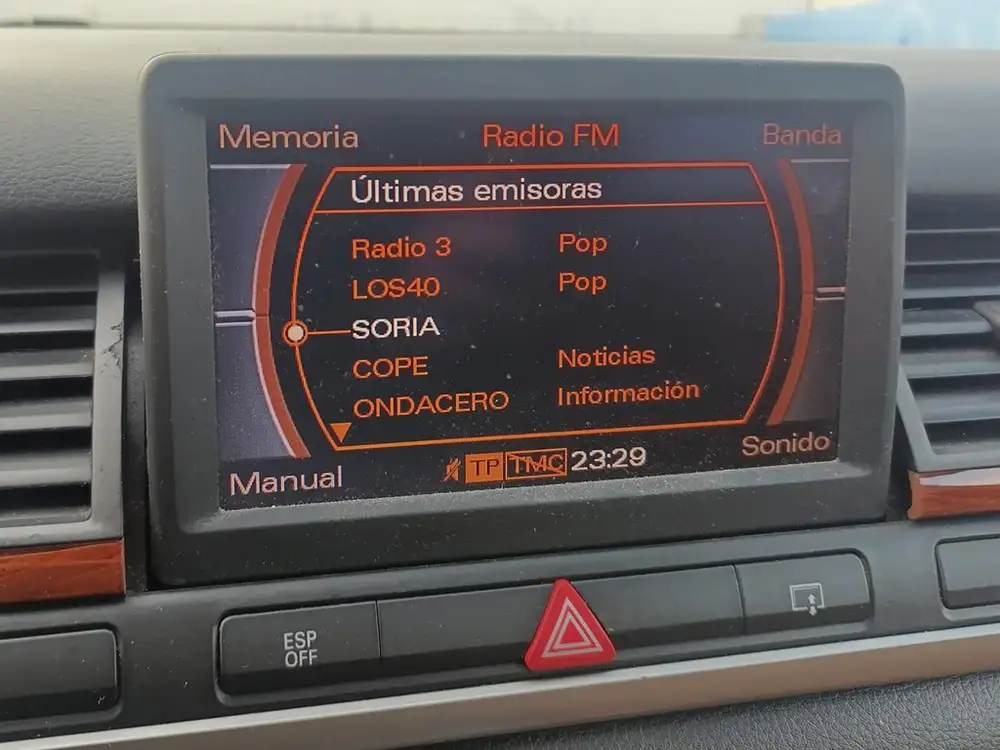 Memoria Radio FM Banda
Últimas emisoras
Radio 3 Pop
LOS40 Pop
SORIA
COPE Noticias
ONDACERO Información
Manual TP TMC 23:29 Sonido
ESP
OFF